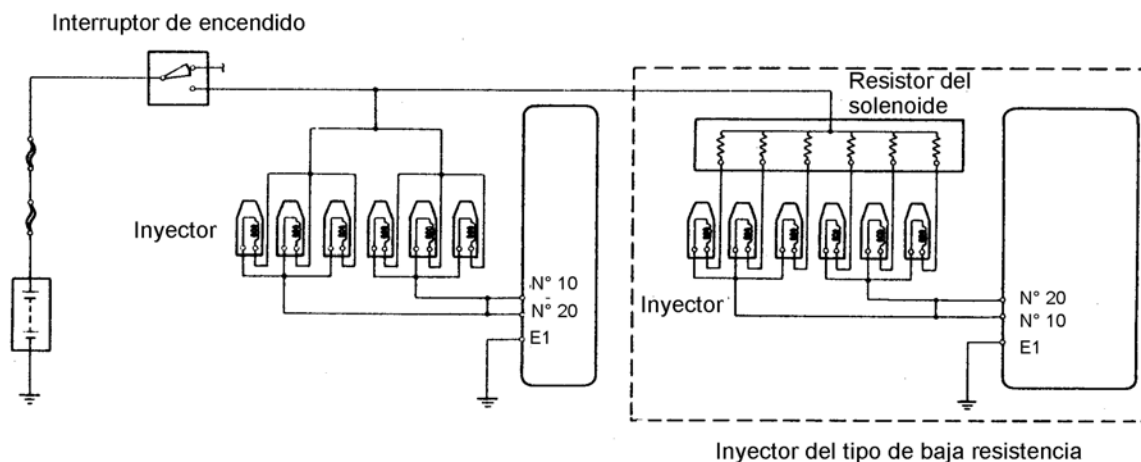 Interruptor de encendido
Resistor del
solenoide
Inyector
N° 10
N° 20
E1
Inyector
N° 20
N° 10
E1
Inyector del tipo de baja resistencia